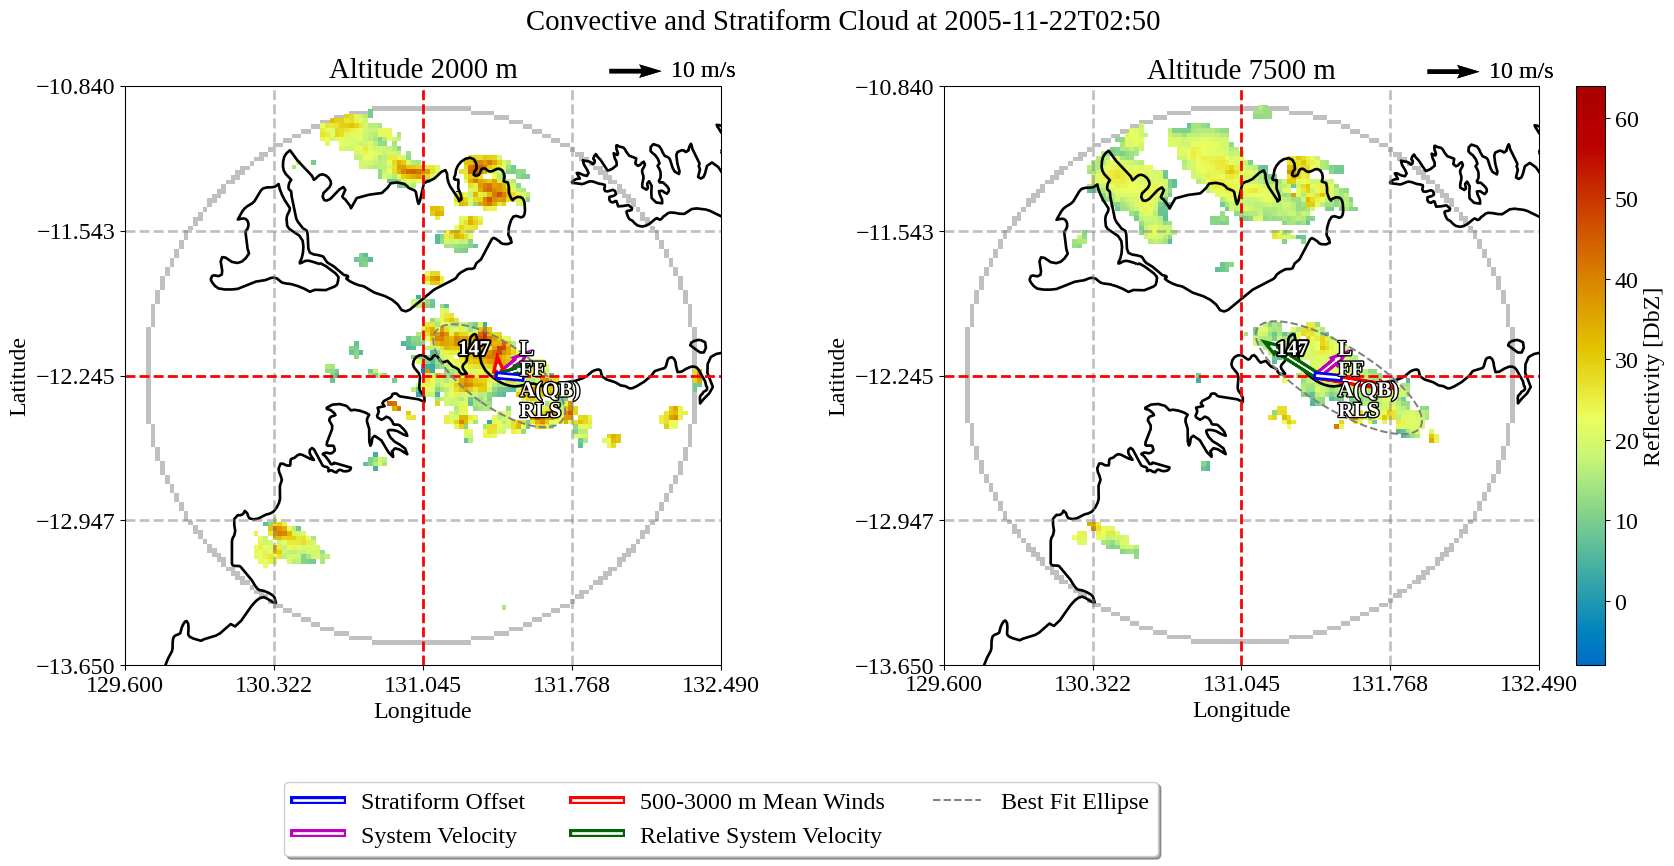 Convective and Stratiform Cloud at 2005-11-22T02:50
Altitude 2000 m
10 m/s
Altitude 7500 m
10 m/s
−10.840
−11.543
−12.245
−12.947
−13.650
Latitude
129.600
130.322
131.045
131.768
132.490
Longitude
147
L
FF
A(QB)
RLS
−10.840
−11.543
−12.245
−12.947
−13.650
Latitude
129.600
130.322
131.045
131.768
132.490
Longitude
147
L
FF
A(QB)
RLS
60
50
40
30
20
10
0
Reflectivity [DbZ]
Stratiform Offset
System Velocity
500-3000 m Mean Winds
Relative System Velocity
Best Fit Ellipse